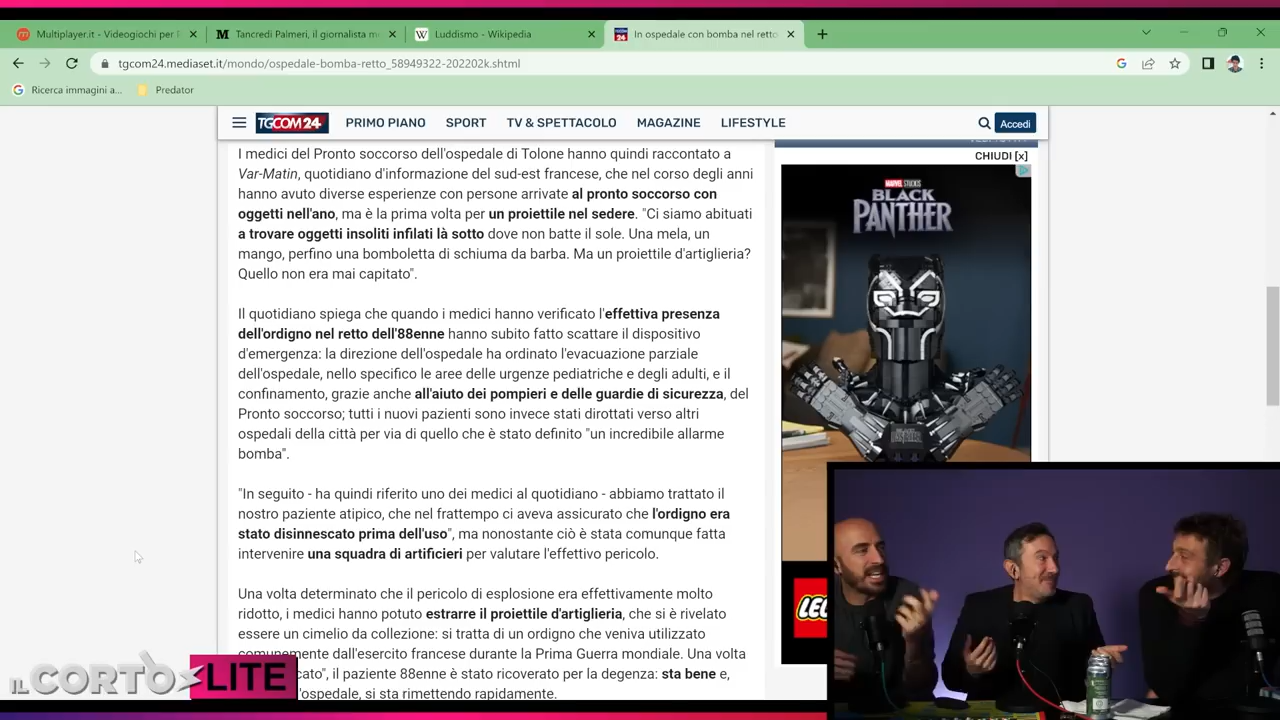 Multiplayer.it - Videogiochi per
Tancredi Palmeri, il giornalista
Luddismo - Wikipedia
In ospedale con bomba nel retto
tgcom24.mediaset.it/mondo/ospedale-bomba-retto_58949322-202202k.shtml
Ricerca immagini a...
Predator
TGCOM24
PRIMO PIANO
SPORT
TV & SPETTACOLO
MAGAZINE
LIFESTYLE
Accedi
I medici del Pronto soccorso dell'ospedale di Tolone hanno quindi raccontato a
Var-Matin, quotidiano d'informazione del sud-est francese, che nel corso degli anni
hanno avuto diverse esperienze con persone arrivate al pronto soccorso con
oggetti nell'ano, ma è la prima volta per un proiettile nel sedere. "Ci siamo abituati
a trovare oggetti insoliti infilati là sotto dove non batte il sole. Una mela, un
mango, perfino una bomboletta di schiuma da barba. Ma un proiettile d'artiglieria?
Quello non era mai capitato".
Il quotidiano spiega che quando i medici hanno verificato l'effettiva presenza
dell'ordigno nel retto dell'88enne hanno subito fatto scattare il dispositivo
d'emergenza: la direzione dell'ospedale ha ordinato l'evacuazione parziale
dell'ospedale, nello specifico le aree delle urgenze pediatriche e degli adulti, e il
confinamento, grazie anche all'aiuto dei pompieri e delle guardie di sicurezza, del
Pronto soccorso; tutti i nuovi pazienti sono invece stati dirottati verso altri
ospedali della città per via di quello che è stato definito "un incredibile allarme
bomba".
"In seguito - ha quindi riferito uno dei medici al quotidiano - abbiamo trattato il
nostro paziente atipico, che nel frattempo ci aveva assicurato che l'ordigno era
stato disinnescato prima dell'uso", ma nonostante ciò è stata comunque fatta
intervenire una squadra di artificieri per valutare l'effettivo pericolo.
Una volta determinato che il pericolo di esplosione era effettivamente molto
ridotto, i medici hanno potuto estrarre il proiettile d'artiglieria, che si è rivelato
essere un cimelio da collezione: si tratta di un ordigno che veniva utilizzato
comunemente dall'esercito francese durante la Prima Guerra mondiale. Una volta
cato", il paziente 88enne è stato ricoverato per la degenza: sta bene e,
l'ospedale, si sta rimettendo rapidamente.
CHIUDI [x]
MARVEL STUDIOS
BLACK
PANTHER
LEG
IL CORTO LITE